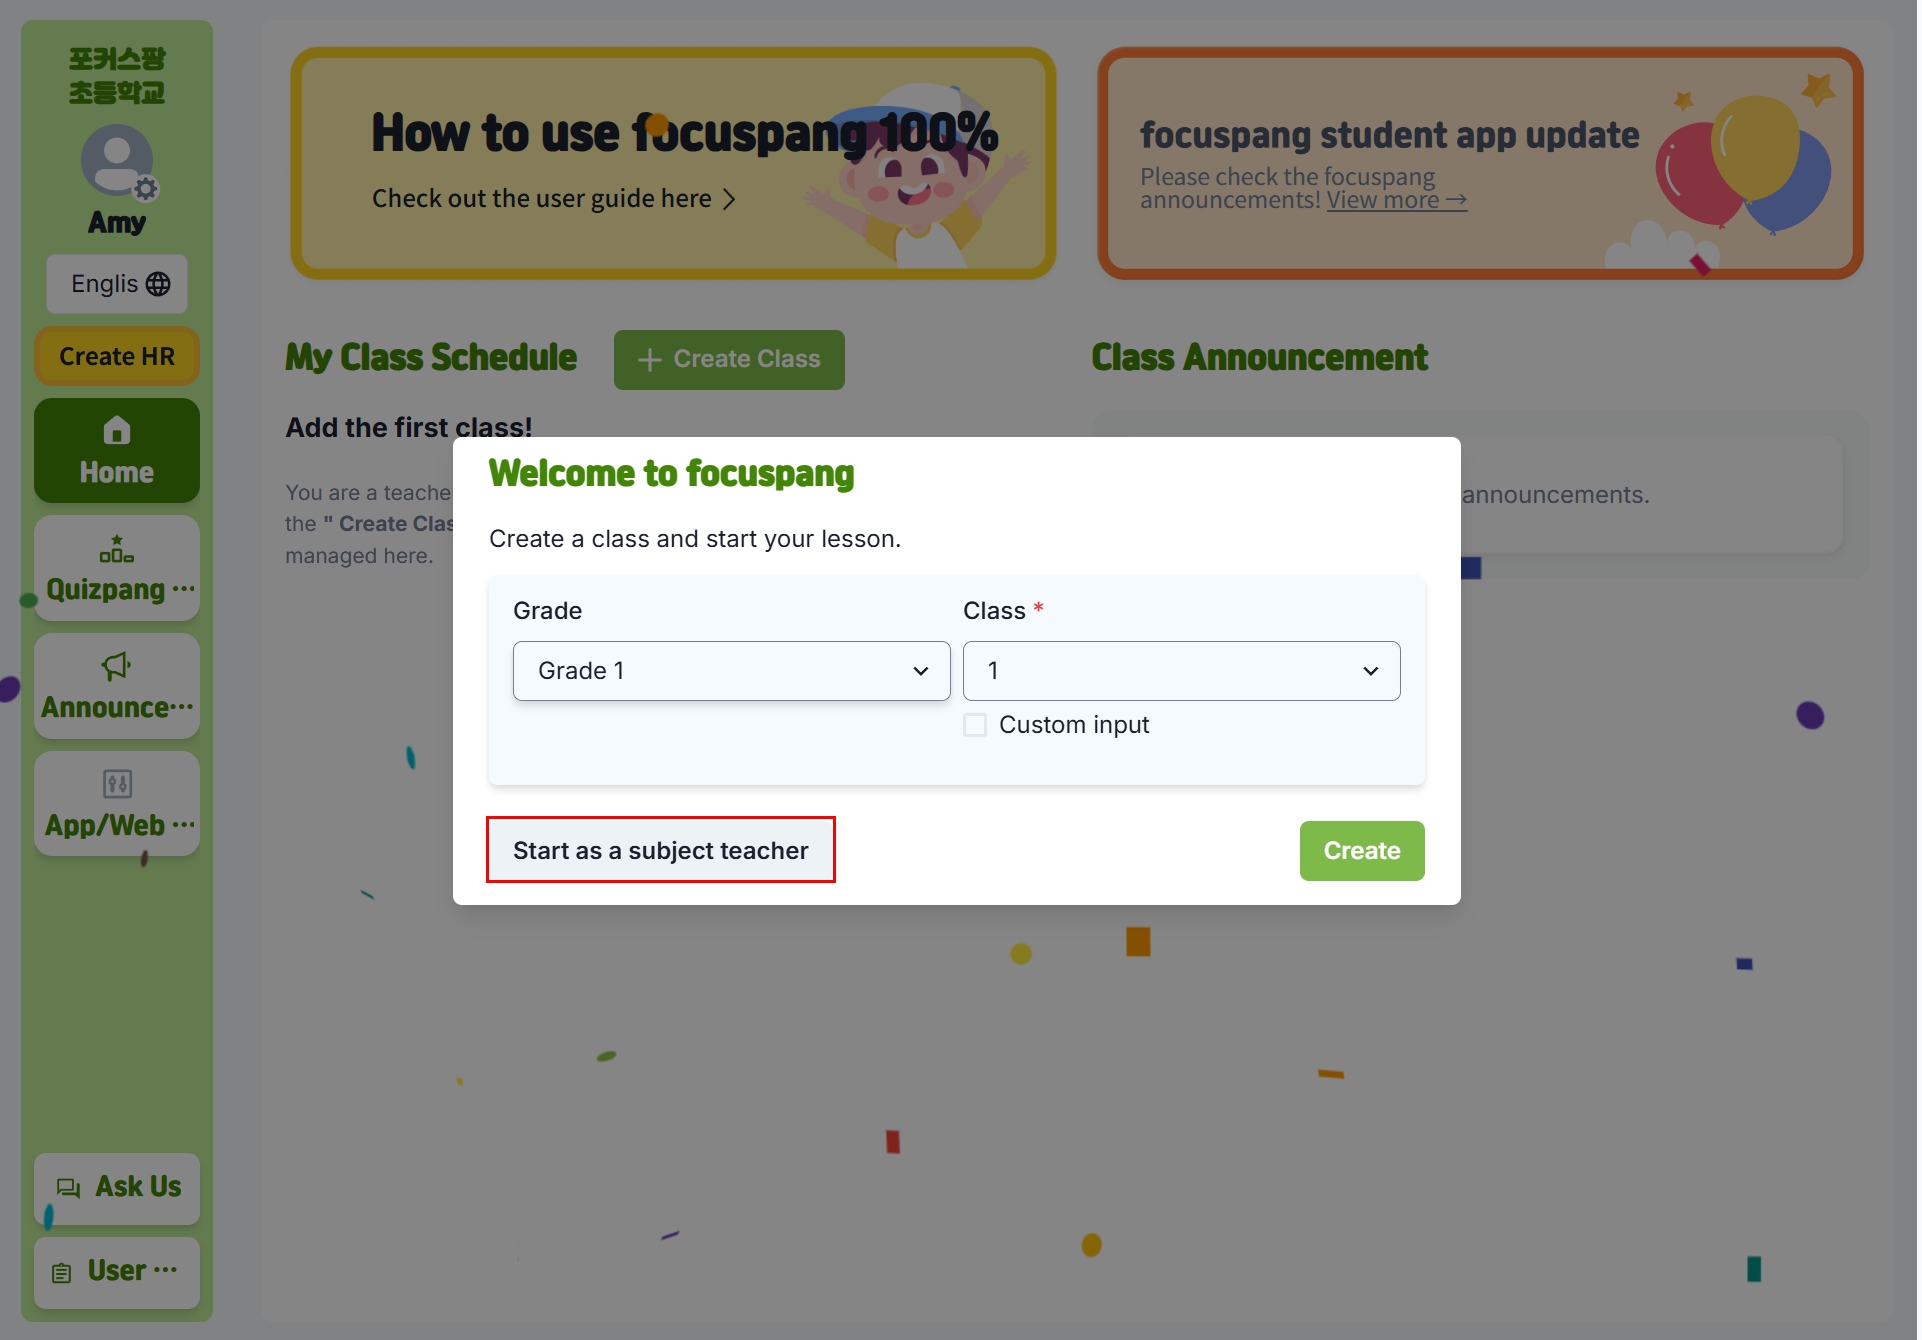 포커스팡
초등학교
Amy
Englis
Create HR
Home
Quizpang ···
Announce···
App/Web ···
Ask Us
User ···
How to use focuspang 100%
Check out the user guide here
focuspang student app update
Please check the focuspang
announcements! View more →
My Class Schedule
+ Create Class
Class Announcement
Add the first class!
You are a teache
the " Create Clas
managed here.
announcements.
Welcome to focuspang
Create a class and start your lesson.
Grade
Class *
Grade 1
1
Custom input
Start as a subject teacher
Create